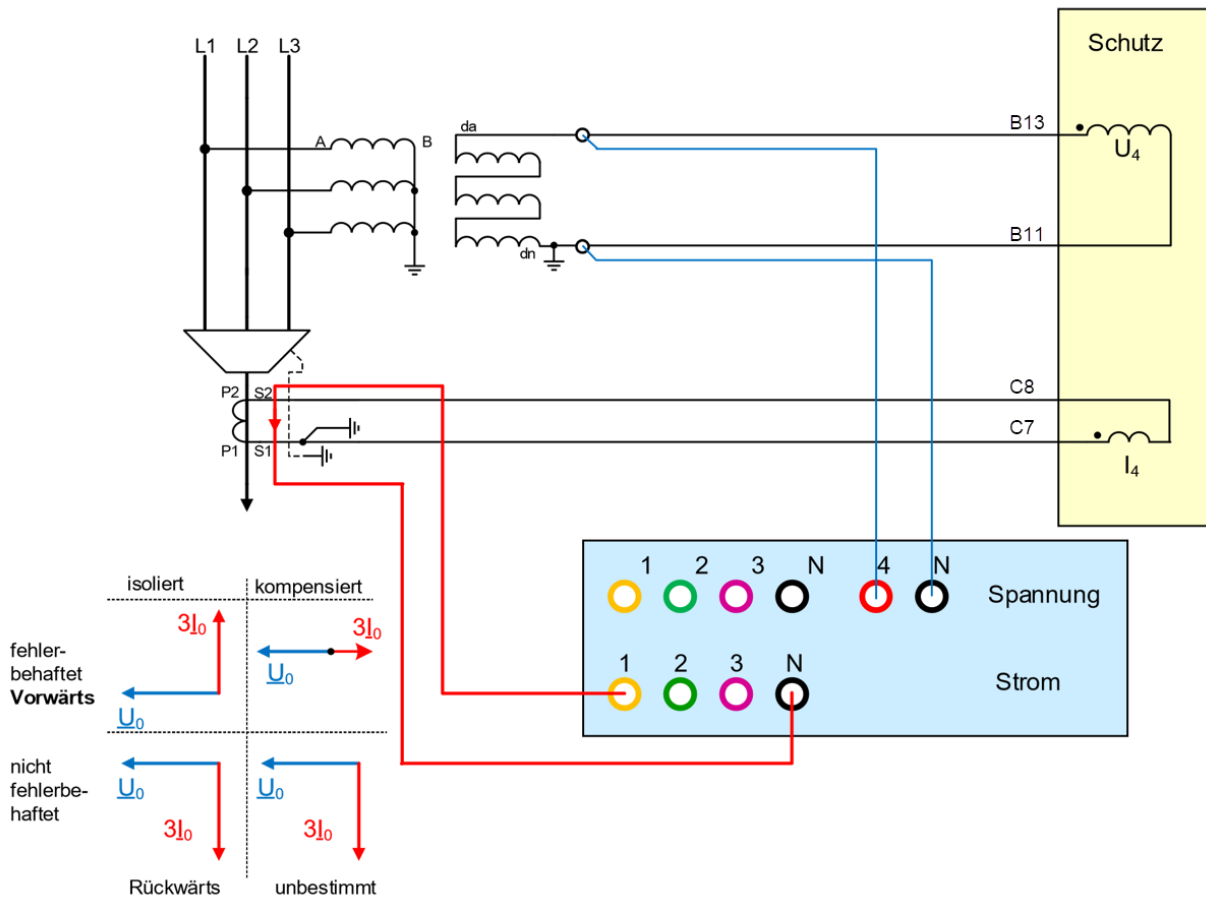 L1 L2 L3
Schutz
da
B13
A
B
U4
dn
B11
P2 S2
C8
P1 S1
C7
I4
1 2 3 N 4 N
Spannung
1 2 3 N
Strom
isoliert
kompensiert
fehler-
behaftet
Vorwärts
3I0
U0
3I0
U0
nicht
fehlerbe-
haftet
U0
3I0
U0
3I0
Rückwärts
unbestimmt